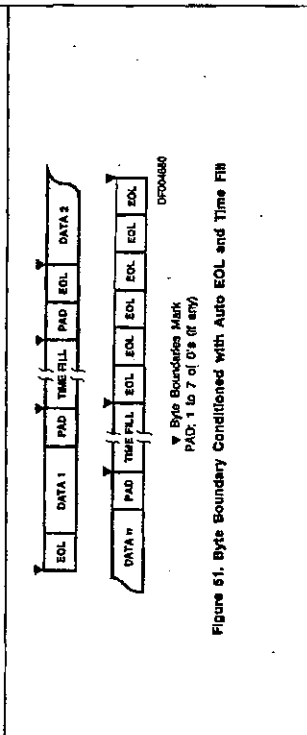 EOL DATA 1 PAD TIME FILL PAD EOL DATA 2
DATA n PAD TIME FILL EOL EOL EOL EOL EOL EOL
DF004680
▼ Byte Boundaries Mark
PAD: 1 to 7 of 0's (if any)
Figure 51. Byte Boundary Conditioned with Auto EOL and Time Fill